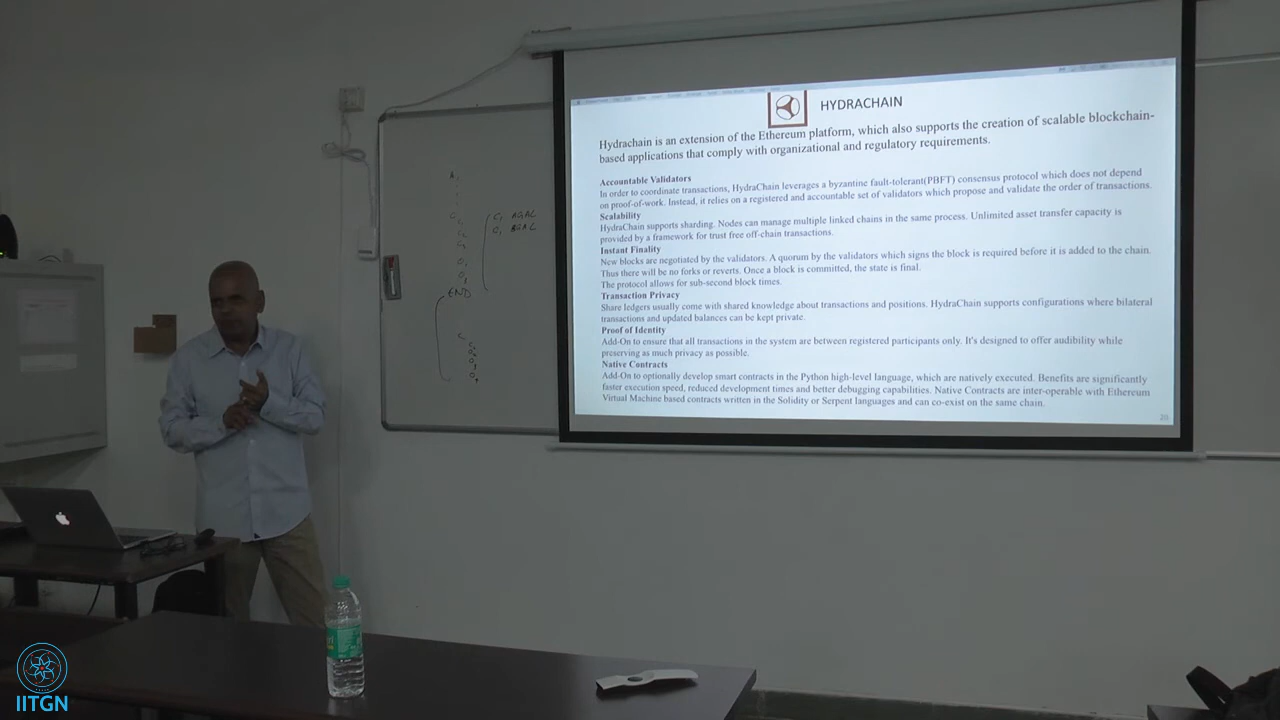 HYDRACHAIN
Hydrachain is an extension of the Ethereum platform, which also supports the creation of scalable blockchain-
based applications that comply with organizational and regulatory requirements.
Accountable Validators
In order to coordinate transactions, HydraChain leverages a byzantine fault-tolerant(PBFT) consensus protocol which does not depend
on proof-of-work. Instead, it relies on a registered and accountable set of validators which propose and validate the order of transactions.
Scalability
HydraChain supports sharding. Nodes can manage multiple linked chains in the same process. Unlimited asset transfer capacity is
provided by a framework for trust free off-chain transactions.
Instant Finality
New blocks are negotiated by the validators. A quorum by the validators which signs the block is required before it is added to the chain.
Thus there will be no forks or reverts. Once a block is committed, the state is final.
The protocol allows for sub-second block times.
Transaction Privacy
Share ledgers usually come with shared knowledge about transactions and positions. HydraChain supports configurations where bilateral
transactions and updated balances can be kept private.
Proof of Identity
Add-On to ensure that all transactions in the system are between registered participants only. It's designed to offer audibility while
preserving as much privacy as possible.
Native Contracts
Add-On to optionally develop smart contracts in the Python high-level language, which are natively executed. Benefits are significantly
faster execution speed, reduced development times and better debugging capabilities. Native Contracts are inter-operable with Ethereum
Virtual Machine based contracts written in the Solidity or Serpent languages and can co-exist on the same chain.
END
IITGN